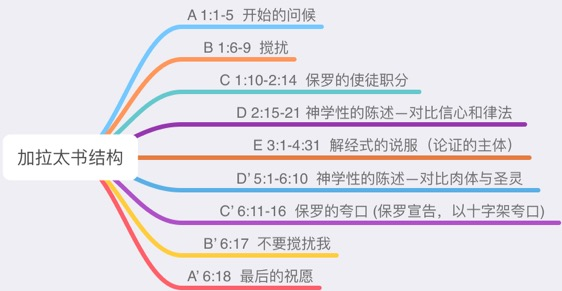 A 1:1-5 开始的问候
B 1:6-9 搅扰
C 1:10-2:14 保罗的使徒职分
D 2:15-21 神学性的陈述—对比信心和律法
加拉太书结构
E 3:1-4:31 解经式的说服（论证的主体）
D’ 5:1-6:10 神学性的陈述—对比肉体与圣灵
C’ 6:11-16 保罗的夸口 (保罗宣告，以十字架夸口)
B’ 6:17 不要搅扰我
A’ 6:18 最后的祝愿